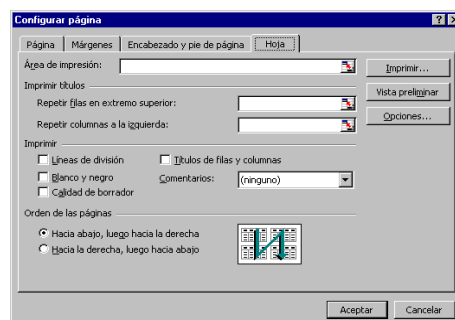 Configurar página
Página Márgenes Encabezado y pie de página Hoja
Área de impresión:
Imprimir...
Imprimir títulos
Repetir filas en extremo superior:
Vista preliminar
Repetir columnas a la izquierda:
Opciones...
Imprimir
Líneas de división
Títulos de filas y columnas
Blanco y negro
Comentarios: (ninguno)
Calidad de borrador
Orden de las páginas
Hacia abajo, luego hacia la derecha
Hacia la derecha, luego hacia abajo
Aceptar Cancelar